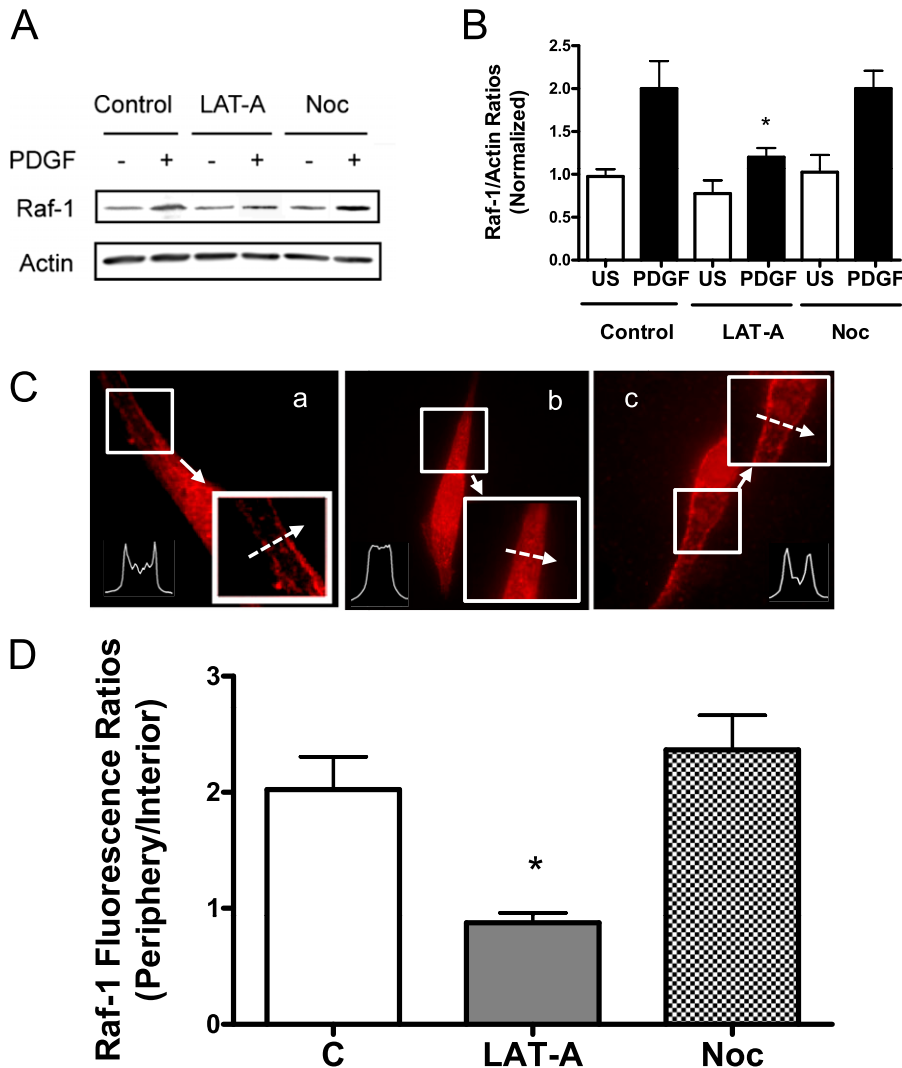 A
Control LAT-A Noc
PDGF - + - + - +
Raf-1
Actin
B
Raf-1/Actin Ratios
(Normalized)
2.5
2.0
1.5
1.0
0.5
0.0
*
US PDGF US PDGF US PDGF
Control LAT-A Noc
C
a b c
D
Raf-1 Fluorescence Ratios
(Periphery/Interior)
3
2
1
0
*
C LAT-A Noc